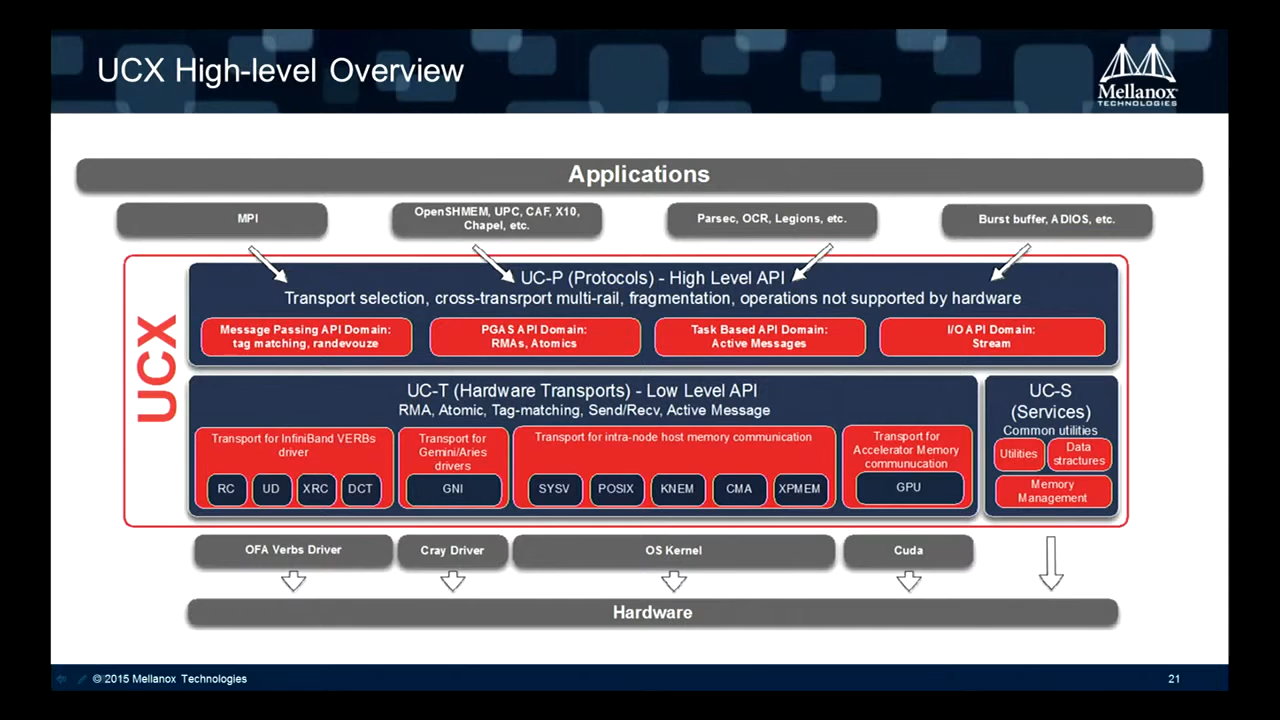 UCX High-level Overview
Mellanox
TECHNOLOGIES
Applications
MPI
OpenSHMEM, UPC, CAF, X10,
Chapel, etc.
Parsec, OCR, Legions, etc.
Burst buffer, ADIOS, etc.
UCX
UC-P (Protocols) - High Level API
Transport selection, cross-transrport multi-rail, fragmentation, operations not supported by hardware
Message Passing API Domain:
tag matching, randevouze
PGAS API Domain:
RMAs, Atomics
Task Based API Domain:
Active Messages
I/O API Domain:
Stream
UC-T (Hardware Transports) - Low Level API
RMA, Atomic, Tag-matching, Send/Recv, Active Message
Transport for InfiniBand VERBs
driver
RC
UD
XRC
DCT
Transport for
Gemini/Aries
drivers
GNI
Transport for intra-node host memory communication
SYSV
POSIX
KNEM
CMA
XPMEM
Transport for
Accelerator Memory
communucation
GPU
UC-S
(Services)
Common utilities
Utilities
Data
stractures
Memory
Management
OFA Verbs Driver
Cray Driver
OS Kernel
Cuda
Hardware
© 2015 Mellanox Technologies
21